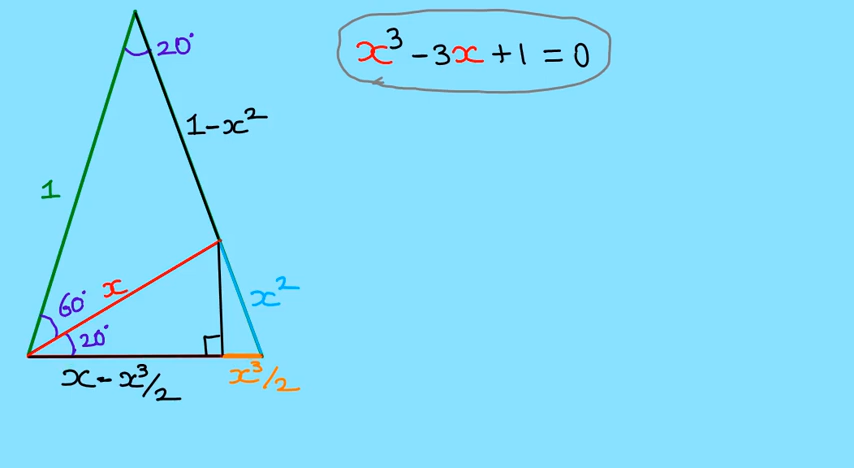 20°
x³ - 3x + 1 = 0
1 - x²
1
60°
x
x²
20°
x - x³/2
x³/2